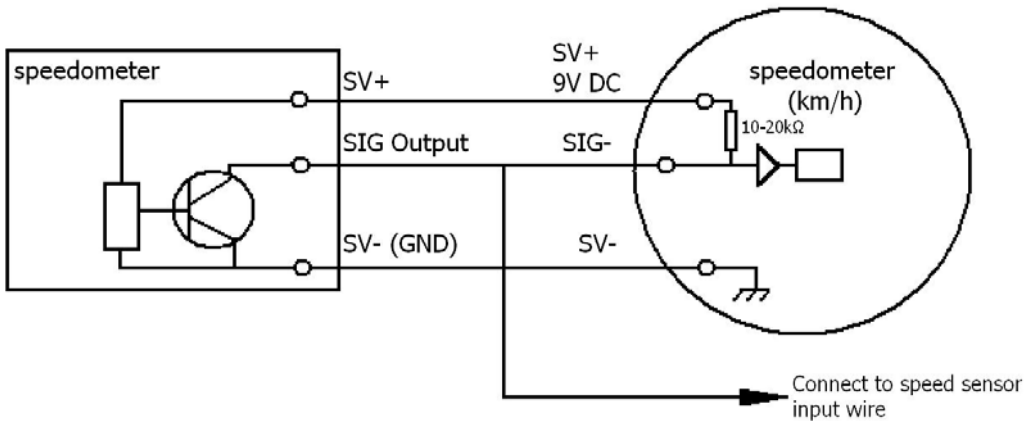 speedometer
SV+
SV+
9V DC
speedometer
(km/h)
10-20kΩ
SIG Output
SIG-
SV- (GND)
SV-
Connect to speed sensor
input wire